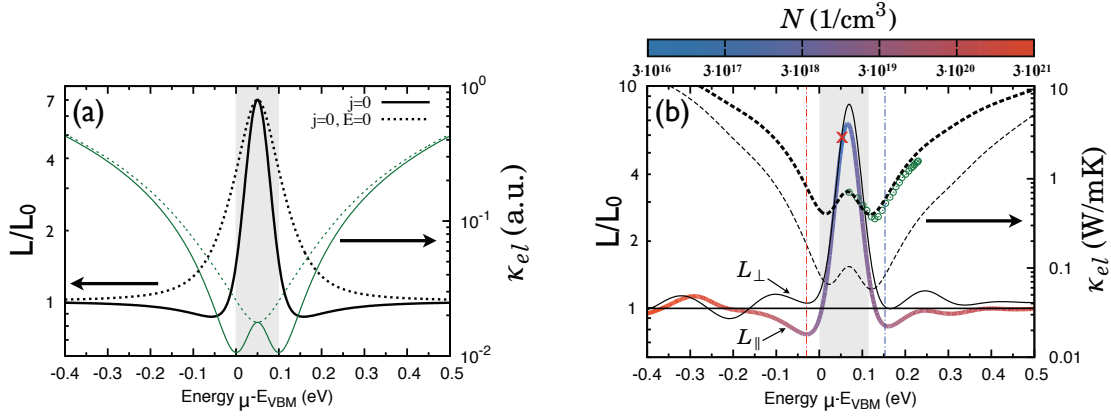 N (1/cm³)
3·10¹⁶ 3·10¹⁷ 3·10¹⁸ 3·10¹⁹ 3·10²⁰ 3·10²¹
(a)
j=0
j=0, E=0
L/L₀
7
4
2
1
10⁰
10⁻¹
10⁻²
κ_el (a.u.)
-0.4 -0.3 -0.2 -0.1 0 0.1 0.2 0.3 0.4 0.5
Energy μ-E_VBM (eV)
(b)
L/L₀
10
8
6
4
2
1
L⊥
L∥
10
1
0.1
0.01
κ_el (W/mK)
-0.4 -0.3 -0.2 -0.1 0 0.1 0.2 0.3 0.4 0.5
Energy μ-E_VBM (eV)